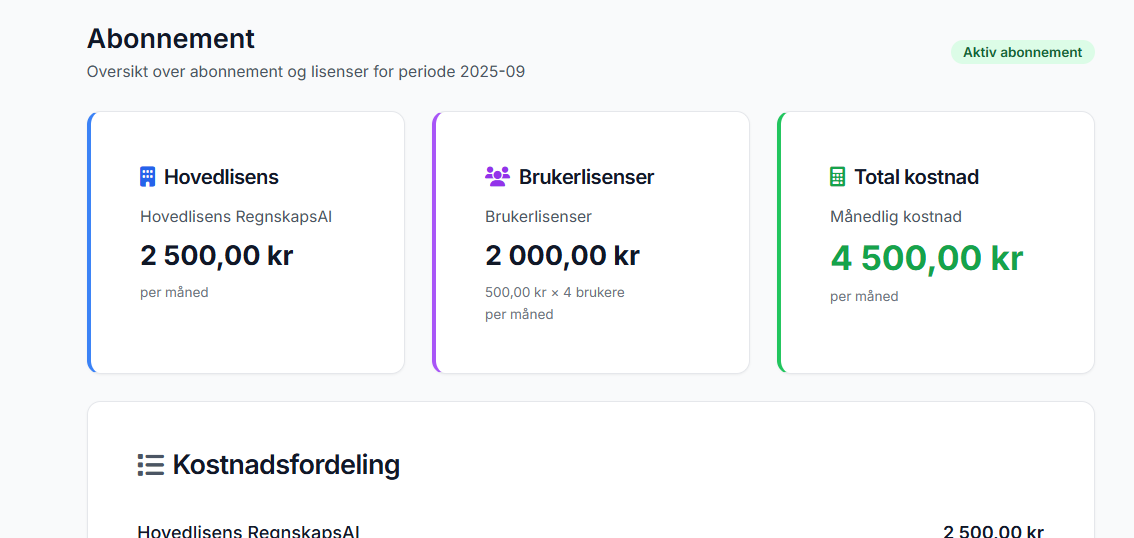 Abonnement
Oversikt over abonnement og lisenser for periode 2025-09
Aktiv abonnement
Hovedlisens
Hovedlisens RegnskapsAI
2 500,00 kr
per måned
Brukerlisenser
Brukerlisenser
2 000,00 kr
500,00 kr × 4 brukere
per måned
Total kostnad
Månedlig kostnad
4 500,00 kr
per måned
Kostnadsfordeling
Hovedlisens RegnskapsAI
2 500,00 kr